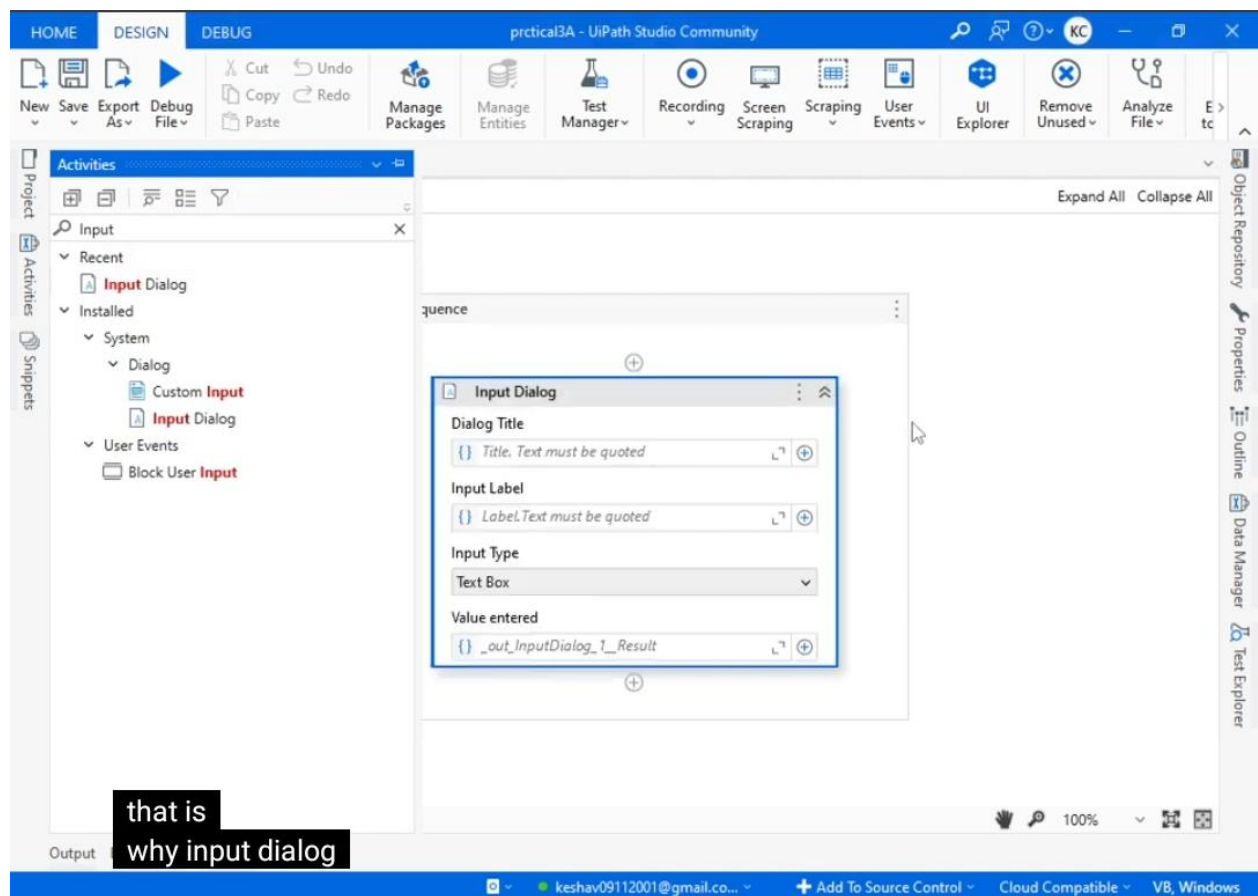 HOME DESIGN DEBUG prctical3A - UiPath Studio Community KC
New Save Export As Debug File
Cut Undo
Copy Redo
Paste
Manage Packages
Manage Entities
Test Manager
Recording
Screen Scraping
Scraping
User Events
UI Explorer
Remove Unused
Analyze File
Project
Activities
Snippets
Activities
Input
Recent
Input Dialog
Installed
System
Dialog
Custom Input
Input Dialog
User Events
Block User Input
Expand All Collapse All
quence
Input Dialog
Dialog Title
{} Title. Text must be quoted
Input Label
{} Label.Text must be quoted
Input Type
Text Box
Value entered
{} _out_InputDialog_1__Result
Object Repository
Properties
Outline
Data Manager
Test Explorer
100%
that is
why input dialog
Output
keshav09112001@gmail.co... Add To Source Control Cloud Compatible VB, Windows